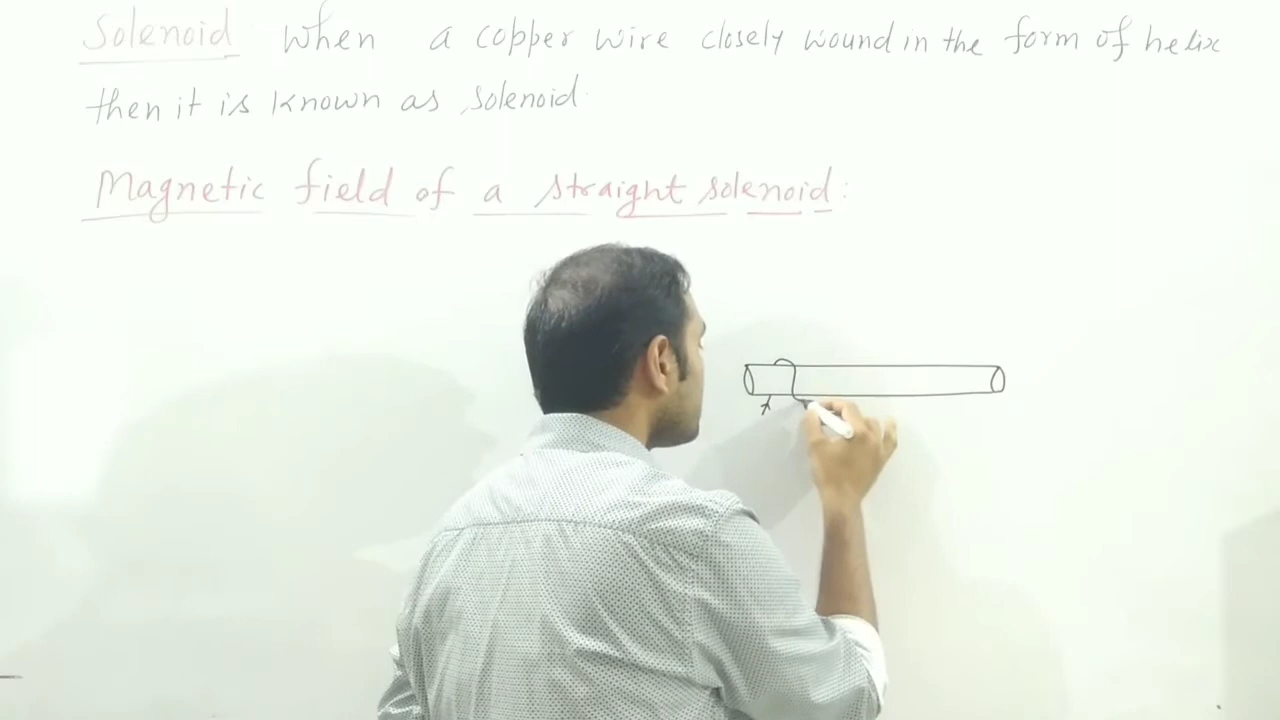 Solenoid When a copper wire closely wound in the form of helix
then it is known as solenoid.
Magnetic field of a straight solenoid: